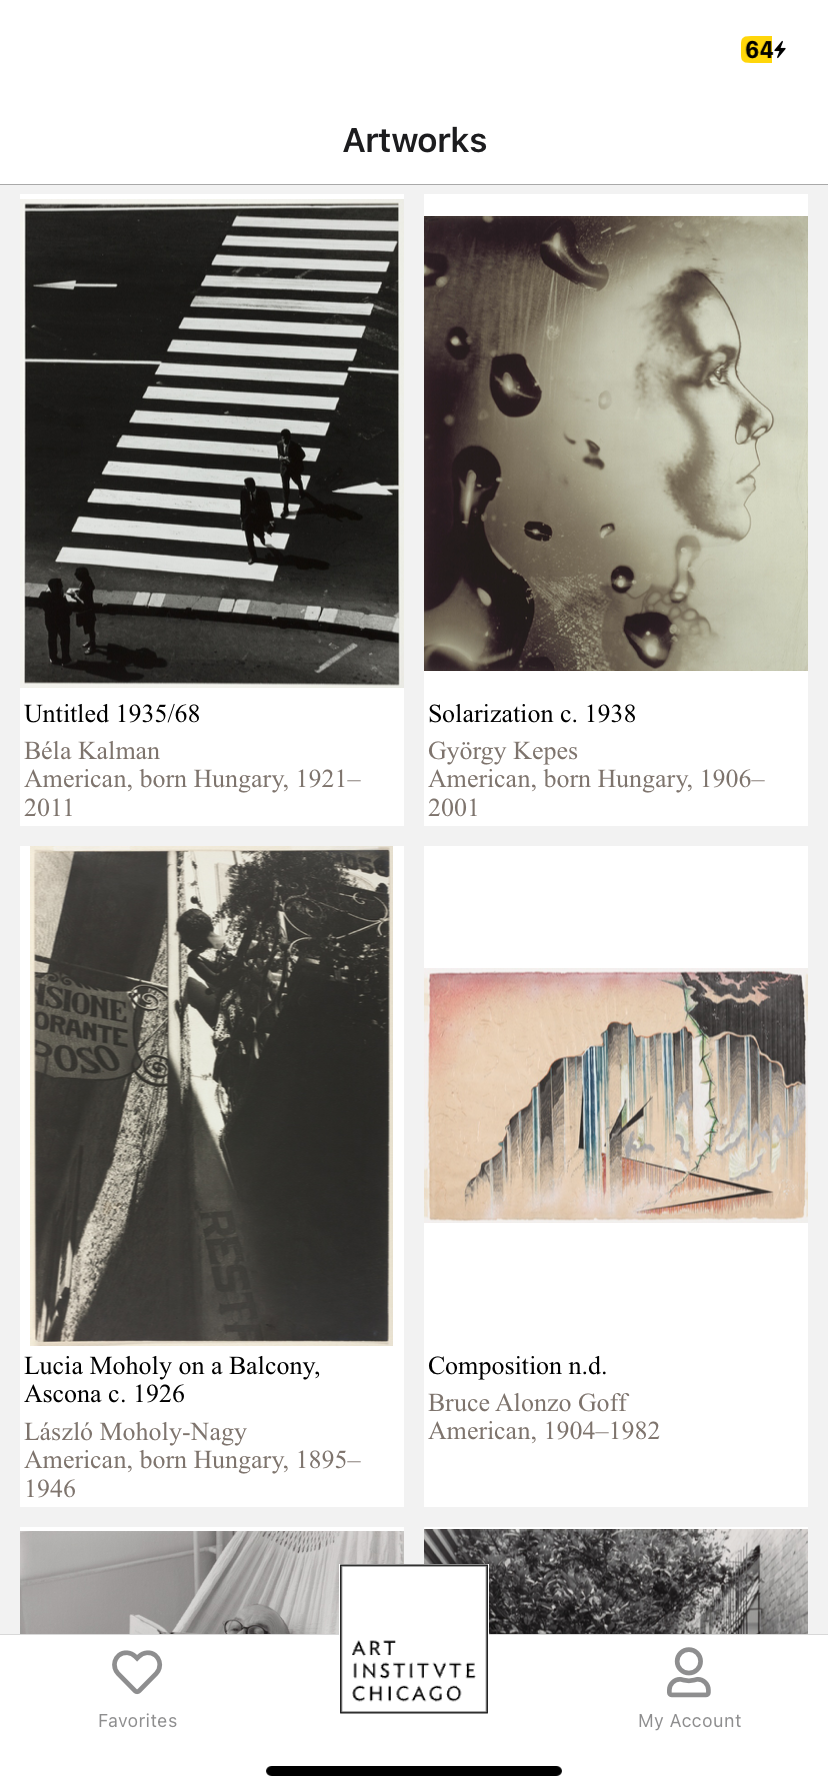 64
Artworks
Untitled 1935/68
Béla Kalman
American, born Hungary, 1921–
2011
Solarization c. 1938
György Kepes
American, born Hungary, 1906–
2001
ISIONE
ORANTE
POSO
REST
Lucia Moholy on a Balcony,
Ascona c. 1926
László Moholy-Nagy
American, born Hungary, 1895–
1946
Composition n.d.
Bruce Alonzo Goff
American, 1904–1982
Favorites
ART
INSTITVTE
CHICAGO
My Account